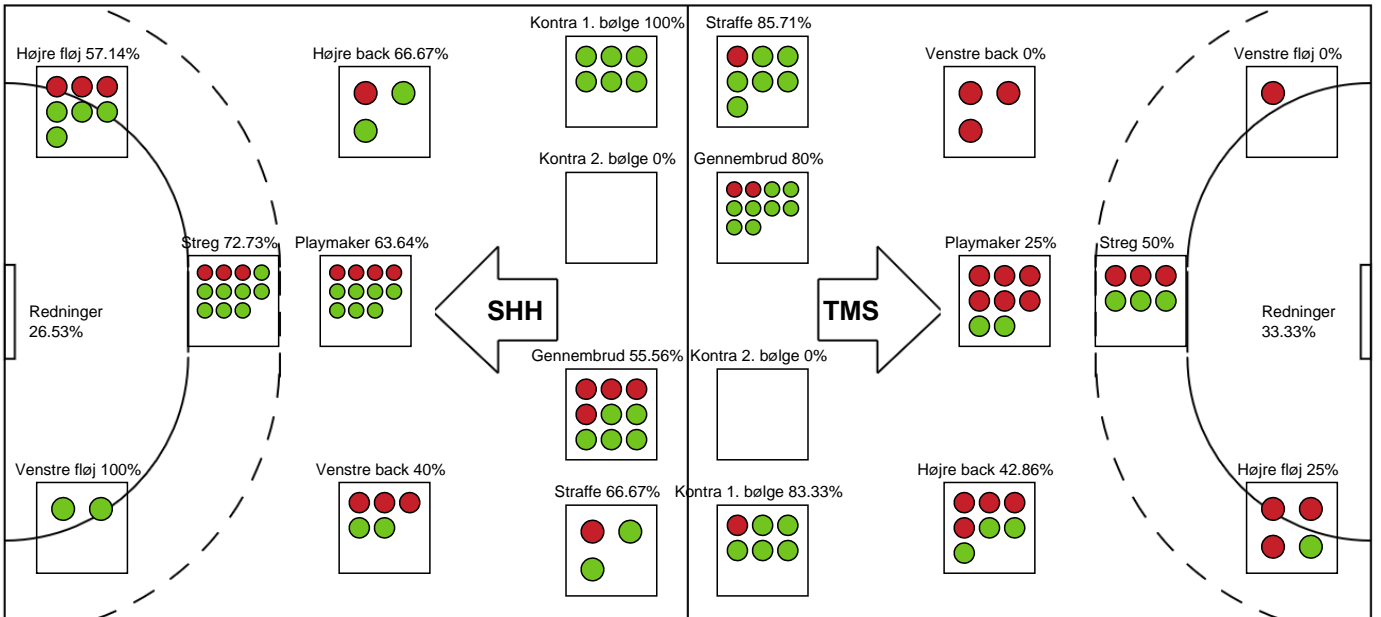 Kontra 1. bølge 100%
Straffe 85.71%
Højre fløj 57.14%
Højre back 66.67%
Venstre back 0%
Venstre fløj 0%
Kontra 2. bølge 0%
Gennembrud 80%
Streg 72.73%
Playmaker 63.64%
Playmaker 25%
Streg 50%
Redninger
26.53%
SHH
TMS
Redninger
33.33%
Gennembrud 55.56%
Kontra 2. bølge 0%
Venstre fløj 100%
Venstre back 40%
Højre back 42.86%
Højre fløj 25%
Straffe 66.67%
Kontra 1. bølge 83.33%